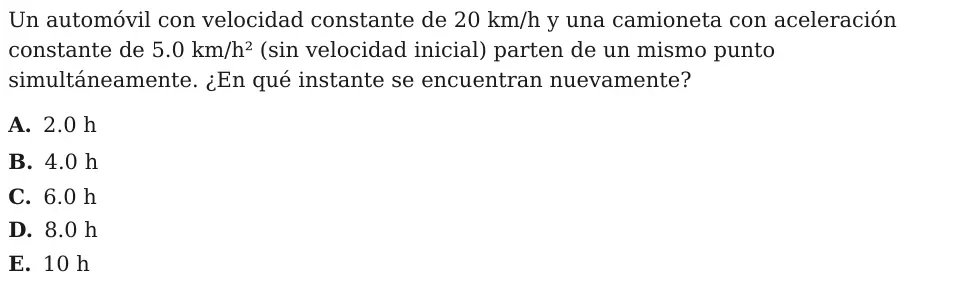 Un automóvil con velocidad constante de 20 km/h y una camioneta con aceleración
constante de 5.0 km/h² (sin velocidad inicial) parten de un mismo punto
simultáneamente. ¿En qué instante se encuentran nuevamente?
A. 2.0 h
B. 4.0 h
C. 6.0 h
D. 8.0 h
E. 10 h